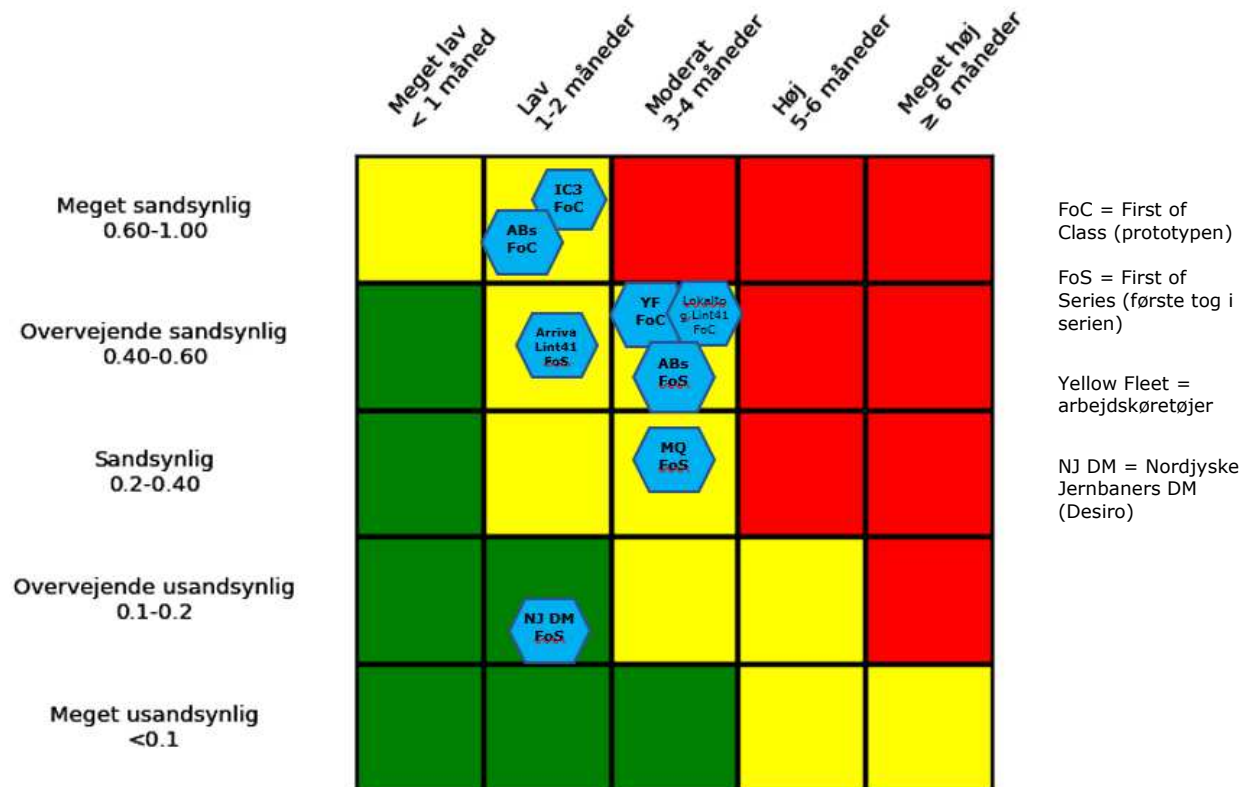 Meget lav
< 1 måned
Lav
1-2 måneder
Moderat
3-4 måneder
Høj
5-6 måneder
Meget høj
≥ 6 måneder
Meget sandsynlig
0.60-1.00
IC3
FoC
ABs
FoC
Overvejende sandsynlig
0.40-0.60
Arriva
Lint41
FoS
YF
FoC
Lokalto
g,Lint41
FoC
ABs
FoS
Sandsynlig
0.2-0.40
MQ
FoS
Overvejende usandsynlig
0.1-0.2
NJ DM
FoS
Meget usandsynlig
<0.1
FoC = First of
Class (prototypen)
FoS = First of
Series (første tog i
serien)
Yellow Fleet =
arbejdskøretøjer
NJ DM = Nordjyske
Jernbaners DM
(Desiro)